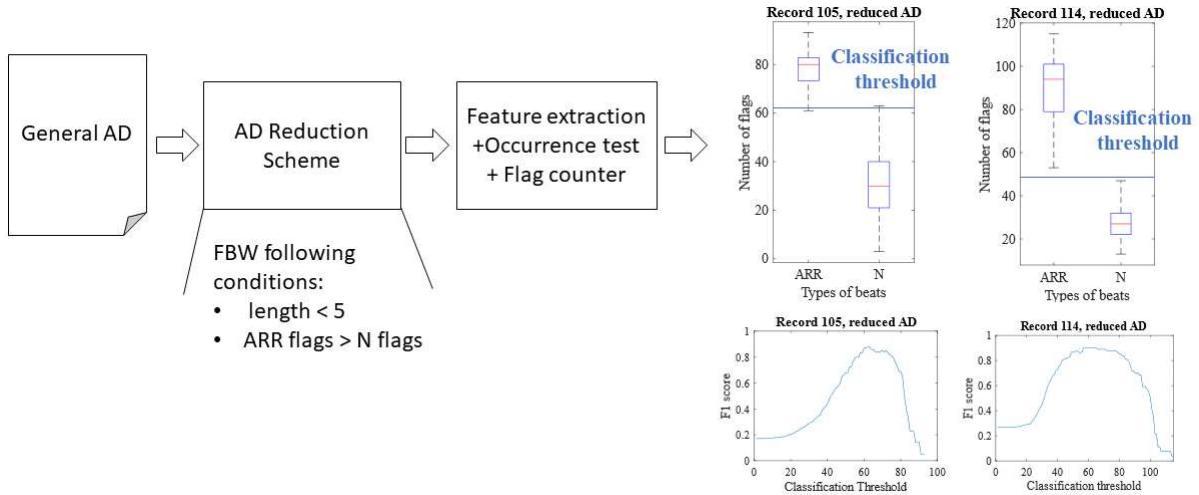 General AD
AD Reduction
Scheme
Feature extraction
+Occurrence test
+ Flag counter
FBW following
conditions:
• length < 5
• ARR flags > N flags
Record 105, reduced AD
Classification
threshold
Number of flags
80
60
40
20
0
ARR
N
Types of beats
Record 114, reduced AD
Classification
threshold
Number of flags
140
120
100
80
60
40
20
ARR
N
Types of beats
Record 105, reduced AD
F1 score
1
0.8
0.6
0.4
0.2
0
0
20
40
60
80
100
Classification Threshold
Record 114, reduced AD
F1 score
1
0.8
0.6
0.4
0.2
0
0
20
40
60
80
100
Classification threshold